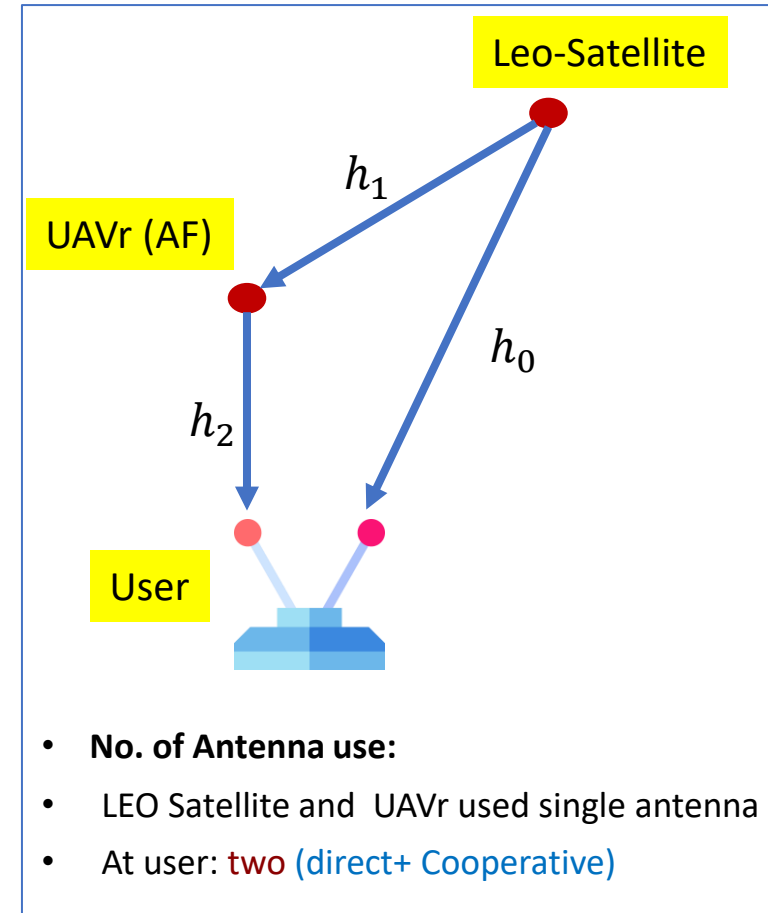 Leo-Satellite
h₁
UAVr (AF)
h₀
h₂
User
• No. of Antenna use:
• LEO Satellite and UAVr used single antenna
• At user: two (direct+ Cooperative)